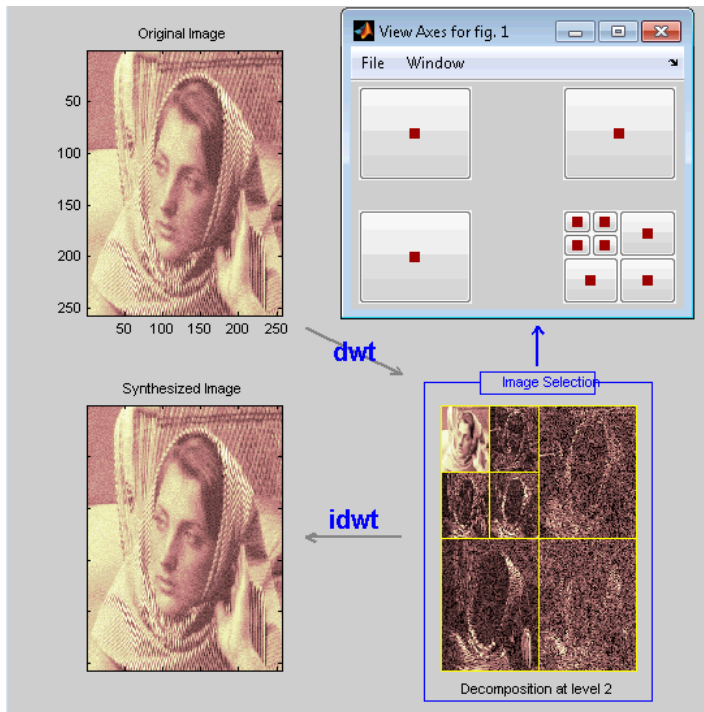 Original Image
50
100
150
200
250
50 100 150 200 250
View Axes for fig. 1
File Window
dwt
Synthesized Image
Image Selection
idwt
Decomposition at level 2